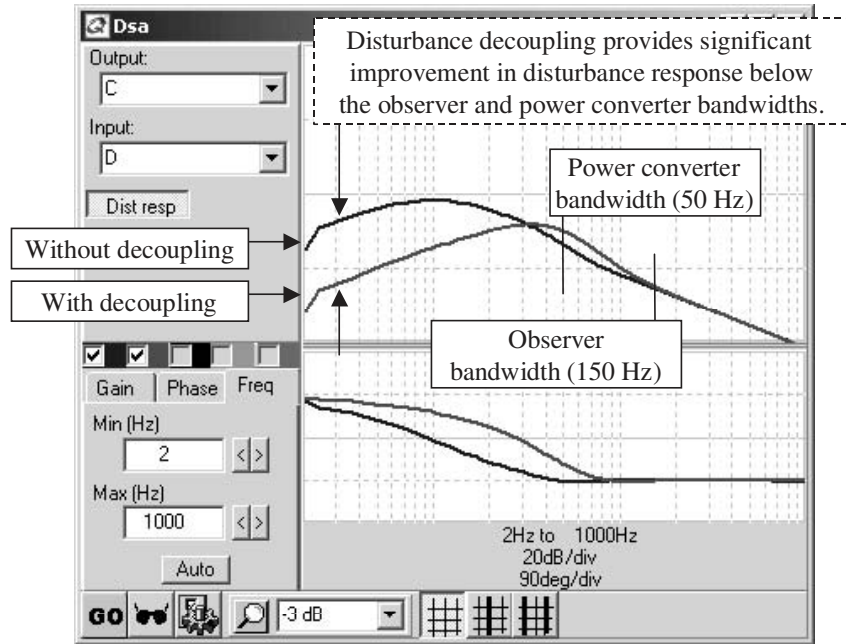 Dsa
Disturbance decoupling provides significant
improvement in disturbance response below
the observer and power converter bandwidths.
Output:
C
Input:
D
Dist resp
Power converter
bandwidth (50 Hz)
Without decoupling
With decoupling
Observer
bandwidth (150 Hz)
Gain
Phase
Freq
Min (Hz)
2
< >
Max (Hz)
1000
< >
Auto
2Hz to 1000Hz
20dB/div
90deg/div
GO
-3 dB